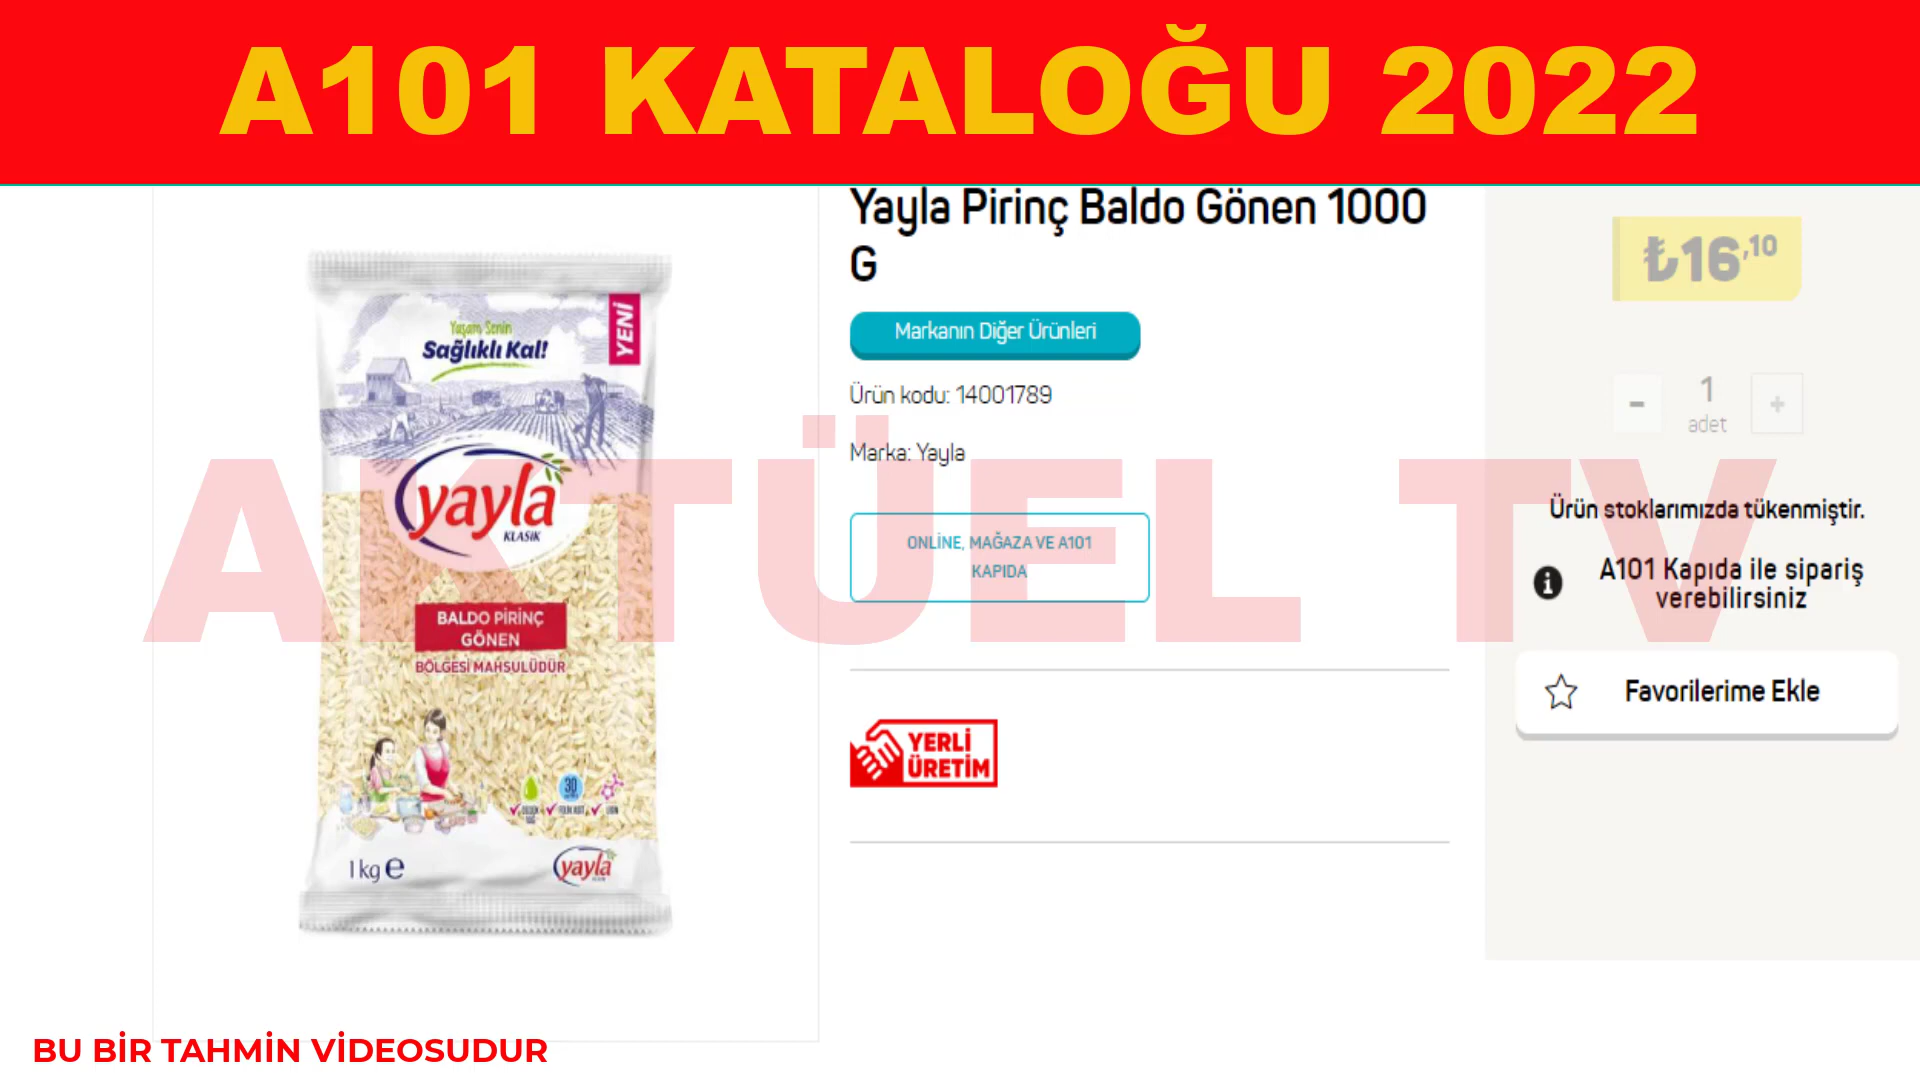 A101 KATALOĞU 2022
Yayla Pirinç Baldo Gönen 1000
G
Markanın Diğer Ürünleri
Ürün kodu: 14001789
Marka: Yayla
ONLİNE, MAĞAZA VE A101
KAPIDA
YERLİ
ÜRETİM
₺16,10
-
1
+
adet
Ürün stoklarımızda tükenmiştir.
A101 Kapıda ile sipariş
verebilirsiniz
Favorilerime Ekle
AKTÜEL TV
YENİ
Yaşam Senin
Sağlıklı Kal!
yayla
KLASİK
BALDO PİRİNÇ
GÖNEN
BÖLGESİ MAHSULÜDÜR
30
1 kg e
yayla
BU BİR TAHMİN VİDEOSUDUR